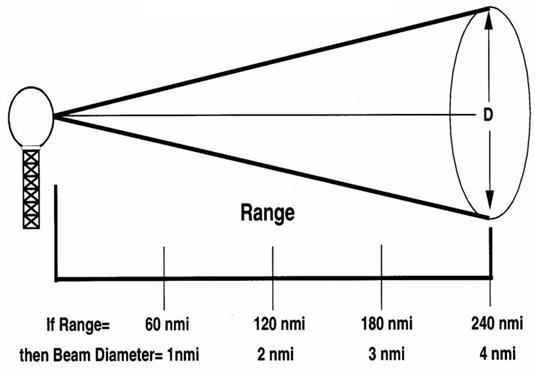 D
Range
If Range= 60 nmi 120 nmi 180 nmi 240 nmi
then Beam Diameter= 1nmi 2 nmi 3 nmi 4 nmi